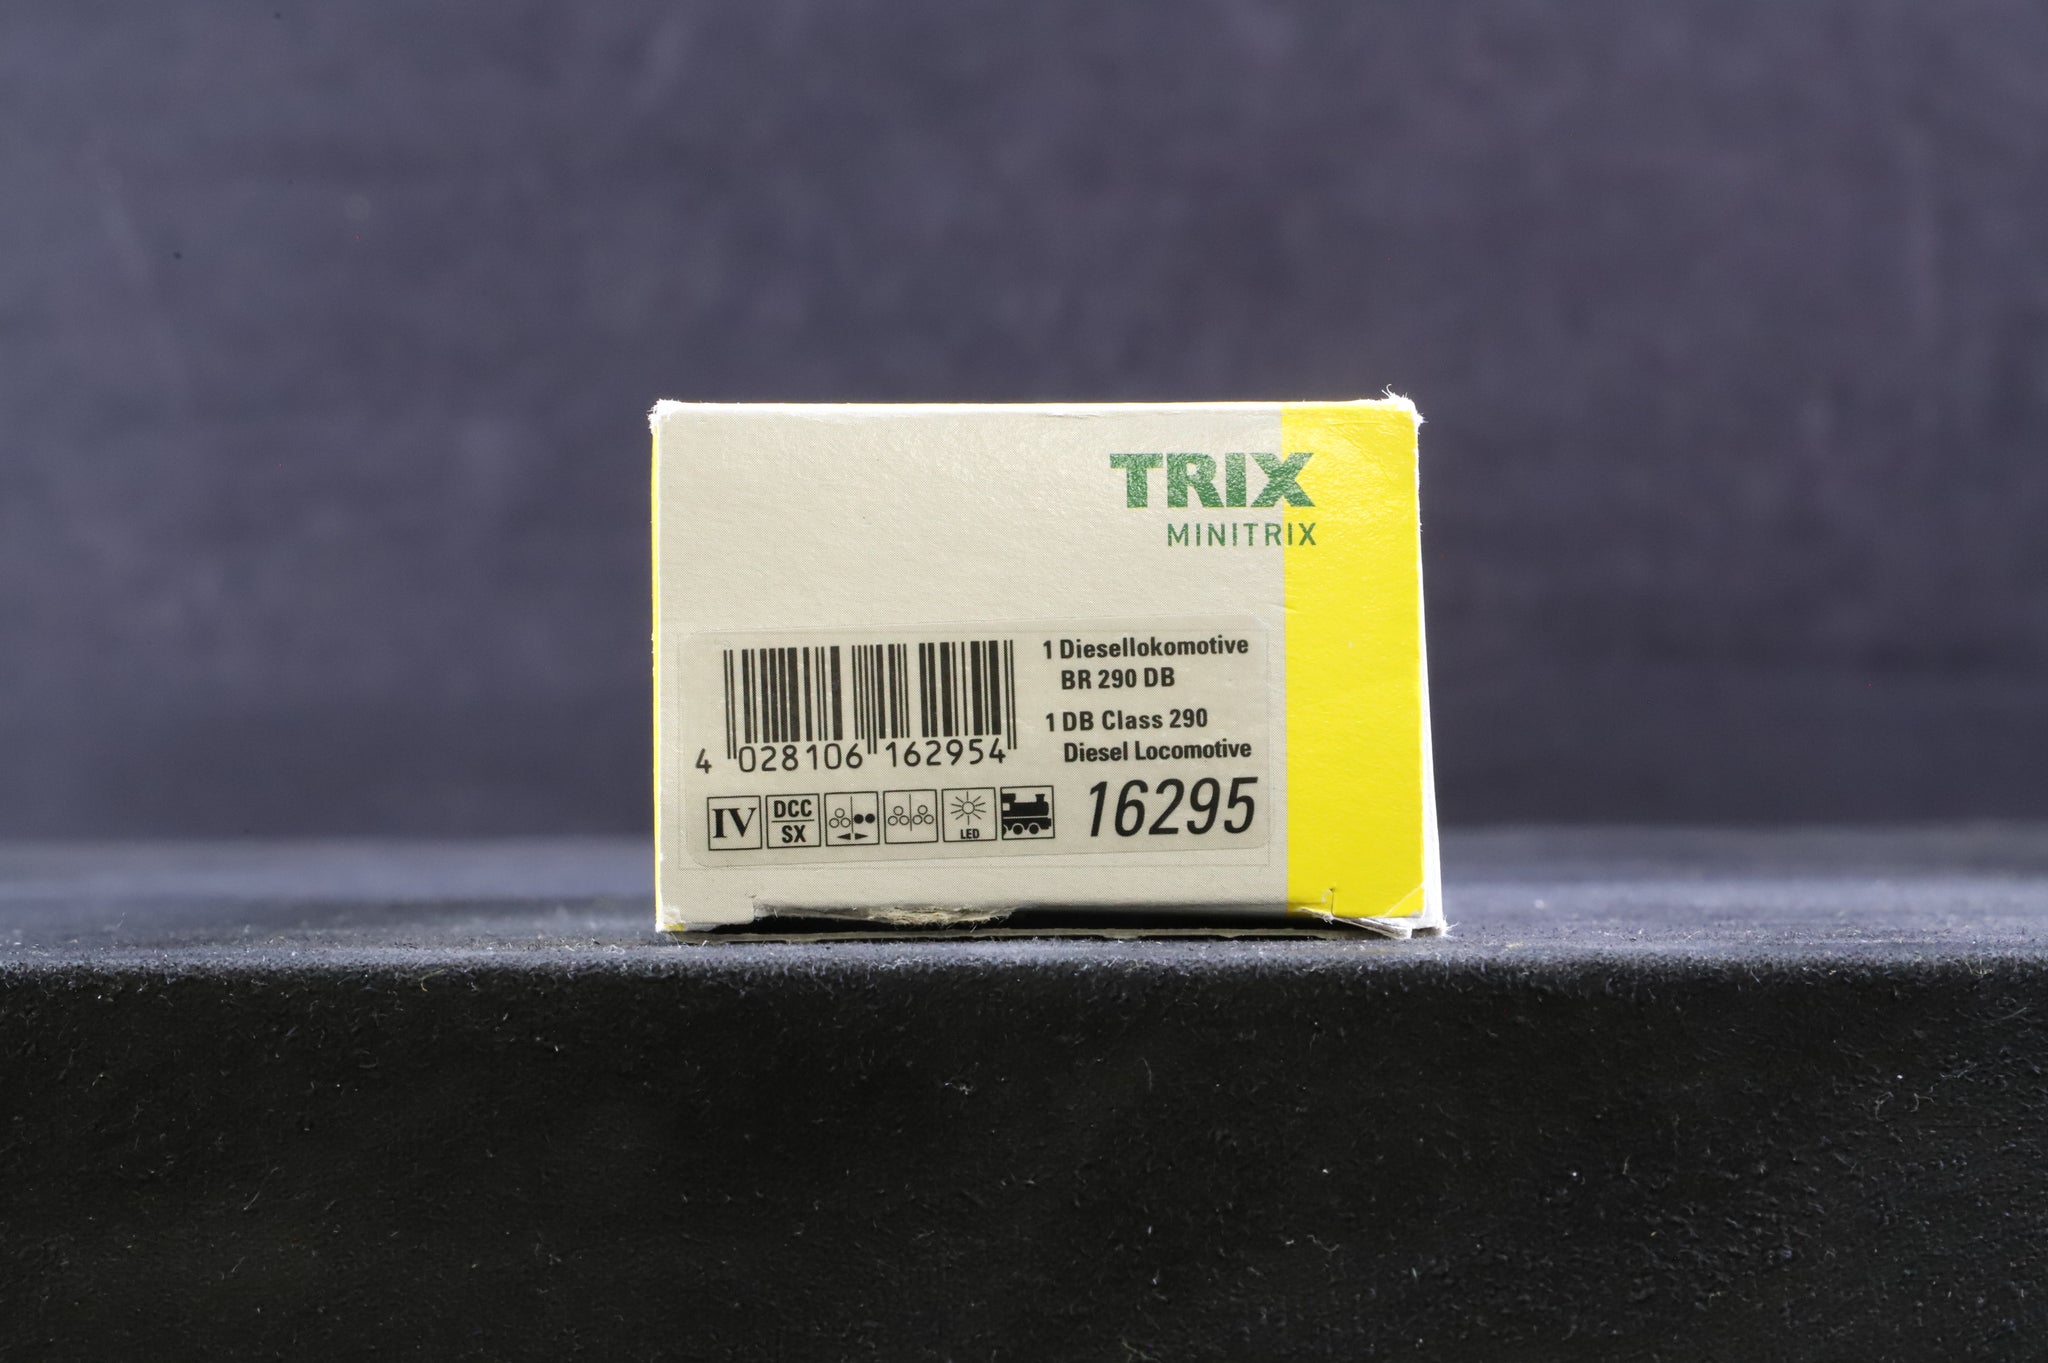 TRIX
MINITRIX
1 Diesellokomotive
BR 290 DB
1 DB Class 290
Diesel Locomotive
4 028106 162954
IV
DCC
SX
LED
16295